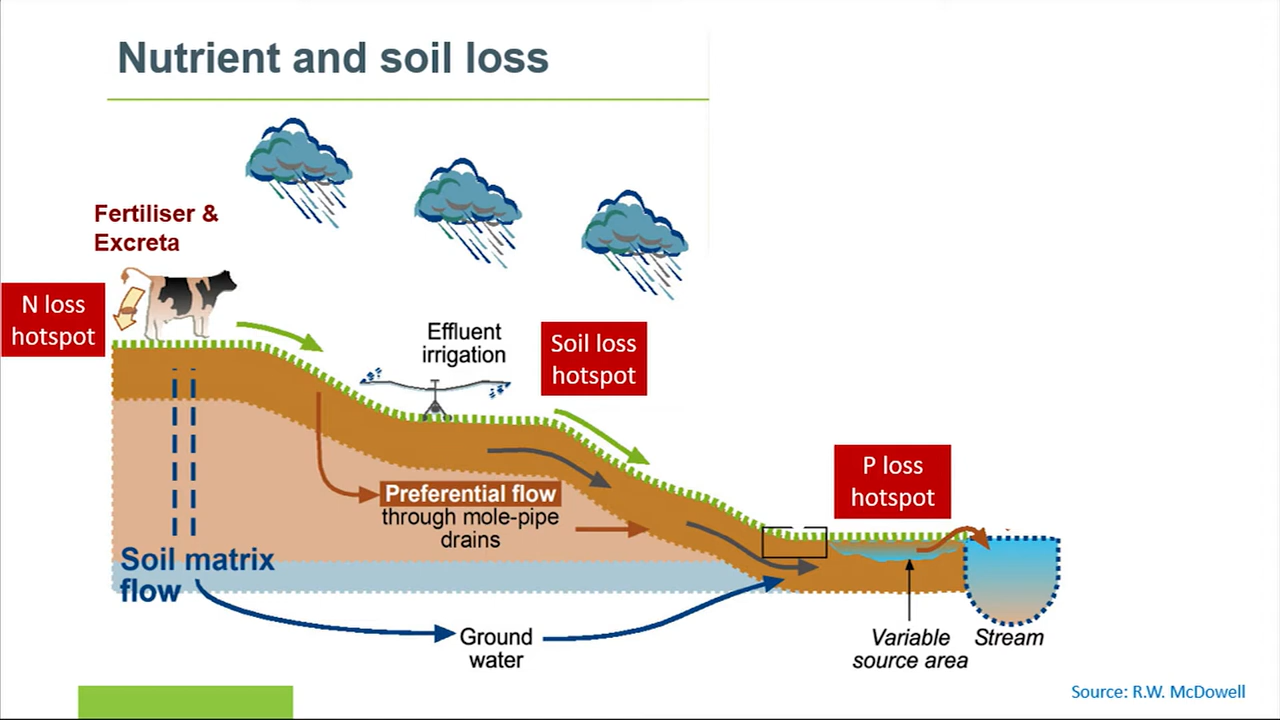 Nutrient and soil loss
Fertiliser &
Excreta
N loss
hotspot
Effluent
irrigation
Soil loss
hotspot
P loss
hotspot
Preferential flow
through mole-pipe
drains
Soil matrix
flow
Ground
water
Variable
source area
Stream
Source: R.W. McDowell